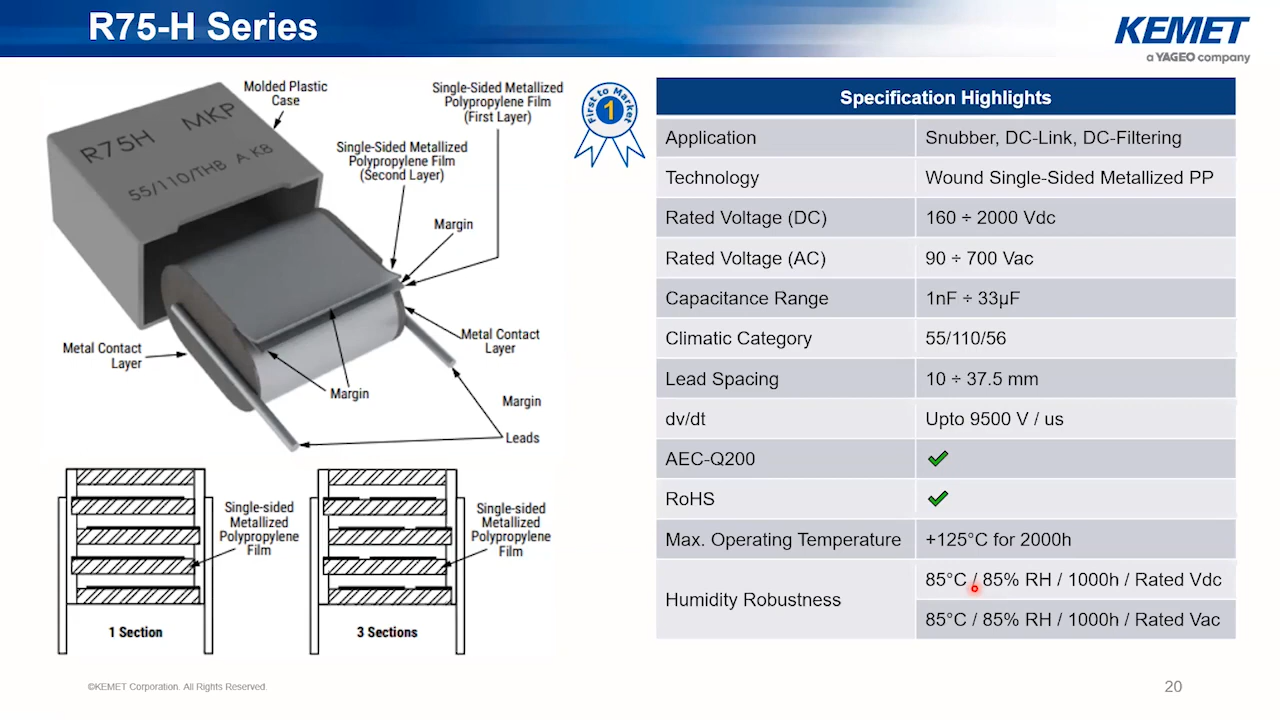 R75-H Series
KEMET
a YAGEO company
Molded Plastic
Case
Single-Sided Metallized
Polypropylene Film
(First Layer)
Single-Sided Metallized
Polypropylene Film
(Second Layer)
Margin
R75H MKP
55/110/THB A K8
Metal Contact
Layer
Metal Contact
Layer
Margin
Margin
Leads
First to Market
1
Single-sided
Metallized
Polypropylene
Film
1 Section
Single-sided
Metallized
Polypropylene
Film
3 Sections
Specification Highlights
Application Snubber, DC-Link, DC-Filtering
Technology Wound Single-Sided Metallized PP
Rated Voltage (DC) 160 ÷ 2000 Vdc
Rated Voltage (AC) 90 ÷ 700 Vac
Capacitance Range 1nF ÷ 33µF
Climatic Category 55/110/56
Lead Spacing 10 ÷ 37.5 mm
dv/dt Upto 9500 V / us
AEC-Q200 ✔
RoHS ✔
Max. Operating Temperature +125°C for 2000h
Humidity Robustness 85°C / 85% RH / 1000h / Rated Vdc
85°C / 85% RH / 1000h / Rated Vac
©KEMET Corporation. All Rights Reserved.
20